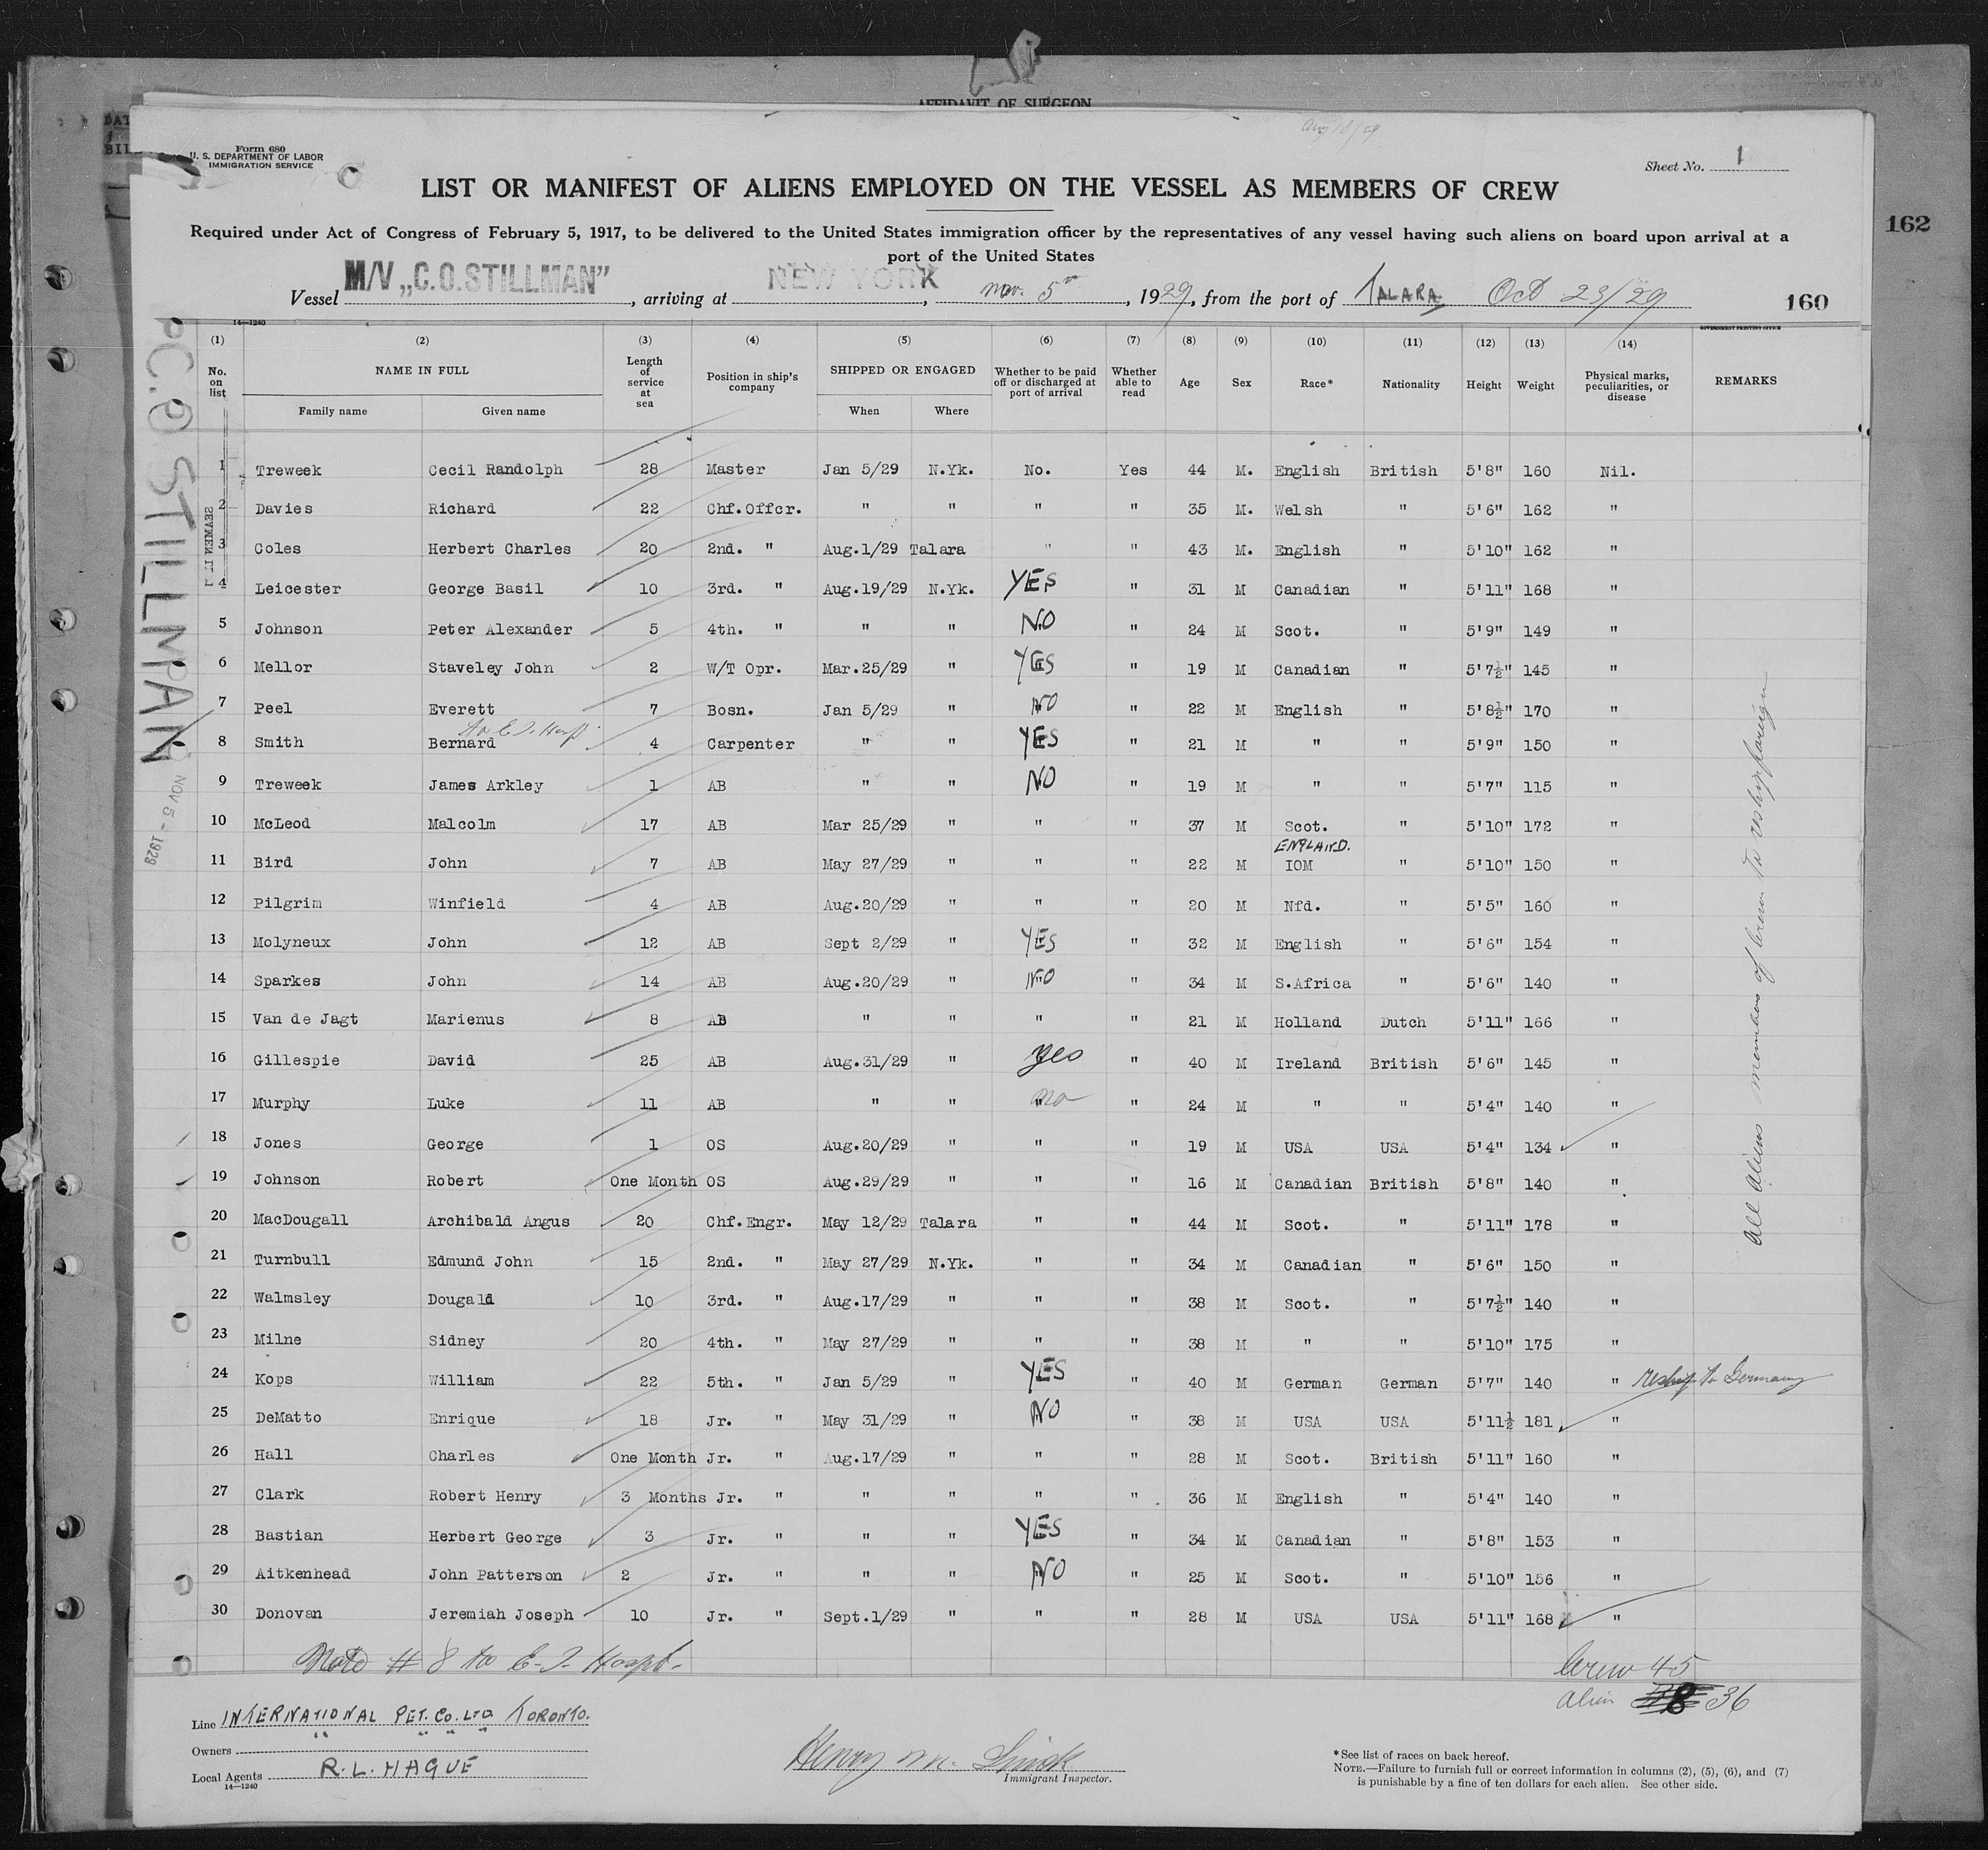 AFFIDAVIT OF SURGEON
Aug 18/29
Form 680
U. S. DEPARTMENT OF LABOR
IMMIGRATION SERVICE
Sheet No. 1
LIST OR MANIFEST OF ALIENS EMPLOYED ON THE VESSEL AS MEMBERS OF CREW
162
Required under Act of Congress of February 5, 1917, to be delivered to the United States immigration officer by the representatives of any vessel having such aliens on board upon arrival at a
port of the United States
Vessel M/V „C.O.STILLMAN", arriving at NEW YORK, Nov. 5th, 1929, from the port of TALARA Oct 23/29
160
14—1240
GOVERNMENT PRINTING OFFICE
(1) (2) (3) (4) (5) (6) (7) (8) (9) (10) (11) (12) (13) (14)
No. on list NAME IN FULL Family name Given name Length of service at sea Position in ship's company SHIPPED OR ENGAGED When Where Whether to be paid off or discharged at port of arrival Whether able to read Age Sex Race* Nationality Height Weight Physical marks, peculiarities, or disease REMARKS
1 Treweek Cecil Randolph 28 Master Jan 5/29 N.Yk. No. Yes 44 M. English British 5'8" 160 Nil.
2 Davies Richard 22 Chf.Offcr. " " " " 35 M. Welsh " 5'6" 162 "
3 Coles Herbert Charles 20 2nd. " Aug.1/29 Talara " " 43 M. English " 5'10" 162 "
4 Leicester George Basil 10 3rd. " Aug.19/29 N.Yk. YES " 31 M Canadian " 5'11" 168 "
5 Johnson Peter Alexander 5 4th. " " " NO " 24 M Scot. " 5'9" 149 "
6 Mellor Staveley John 2 W/T Opr. Mar.25/29 " YES " 19 M Canadian " 5'7½" 145 "
7 Peel Everett 7 Bosn. Jan 5/29 " NO " 22 M English " 5'8½" 170 "
to E.I. Hosp.
8 Smith Bernard 4 Carpenter " " YES " 21 M " " 5'9" 150 "
9 Treweek James Arkley 1 AB " " NO " 19 M " " 5'7" 115 "
10 McLeod Malcolm 17 AB Mar 25/29 " " " 37 M Scot. " 5'10" 172 "
ENGLAND.
11 Bird John 7 AB May 27/29 " " " 22 M IOM " 5'10" 150 "
12 Pilgrim Winfield 4 AB Aug.20/29 " " " 20 M Nfd. " 5'5" 160 "
13 Molyneux John 12 AB Sept 2/29 " YES " 32 M English " 5'6" 154 "
14 Sparkes John 14 AB Aug.20/29 " NO " 34 M S.Africa " 5'6" 140 "
15 Van de Jagt Marienus 8 AB " " " " 21 M Holland Dutch 5'11" 166 "
16 Gillespie David 25 AB Aug.31/29 " Yes " 40 M Ireland British 5'6" 145 "
17 Murphy Luke 11 AB " " no " 24 M " " 5'4" 140 "
18 Jones George 1 OS Aug.20/29 " " " 19 M USA USA 5'4" 134 "
19 Johnson Robert One Month OS Aug.29/29 " " " 16 M Canadian British 5'8" 140 "
20 MacDougall Archibald Angus 20 Chf.Engr. May 12/29 Talara " " 44 M Scot. " 5'11" 178 "
21 Turnbull Edmund John 15 2nd. " May 27/29 N.Yk. " " 34 M Canadian " 5'6" 150 "
22 Walmsley Dougald 10 3rd. " Aug.17/29 " " " 38 M Scot. " 5'7½" 140 "
23 Milne Sidney 20 4th. " May 27/29 " " " 38 M " " 5'10" 175 "
24 Kops William 22 5th. " Jan 5/29 " YES " 40 M German German 5'7" 140 " Reship to Germany
25 DeMatto Enrique 18 Jr. " May 31/29 " NO " 38 M USA USA 5'11½ 181 "
26 Hall Charles One Month Jr. " Aug.17/29 " " " 28 M Scot. British 5'11" 160 "
27 Clark Robert Henry 3 Months Jr. " " " " " 36 M English " 5'4" 140 "
28 Bastian Herbert George 3 Jr. " " " YES " 34 M Canadian " 5'8" 153 "
29 Aitkenhead John Patterson 2 Jr. " " " NO " 25 M Scot. " 5'10" 156 "
30 Donovan Jeremiah Joseph 10 Jr. " Sept.1/29 " " " 28 M USA USA 5'11" 168 "
All aliens members of crew to reship foreign
C.O. STILLMAN
NOV 5 - 1929
Note # 8 to E.I. Hospt.
Crew 45
Alien 36
Line INTERNATIONAL PET. CO. LTD. TORONTO.
Owners " " " "
Local Agents R.L. HAGUE
14—1240
Henry M.
Immigrant Inspector.
*See list of races on back hereof.
NOTE.—Failure to furnish full or correct information in columns (2), (5), (6), and (7)
is punishable by a fine of ten dollars for each alien. See other side.